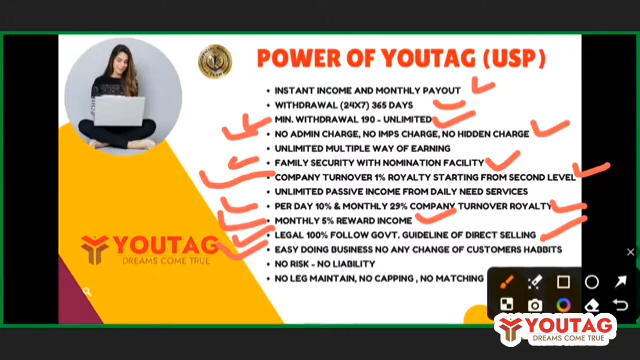 POWER OF YOUTAG (USP)
INSTANT INCOME AND MONTHLY PAYOUT
WITHDRAWAL (24X7) 365 DAYS
MIN. WITHDRAWAL 190 - UNLIMITED
NO ADMIN CHARGE, NO IMPS CHARGE, NO HIDDEN CHARGE
UNLIMITED MULTIPLE WAY OF EARNING
FAMILY SECURITY WITH NOMINATION FACILITY
COMPANY TURNOVER 1% ROYALTY STARTING FROM SECOND LEVEL
UNLIMITED PASSIVE INCOME FROM DAILY NEED SERVICES
PER DAY 10% & MONTHLY 29% COMPANY TURNOVER ROYALTY
MONTHLY 5% REWARD INCOME
LEGAL 100% FOLLOW GOVT. GUIDELINE OF DIRECT SELLING
EASY DOING BUSINESS NO ANY CHANGE OF CUSTOMERS HABBITS
NO RISK - NO LIABILITY
NO LEG MAINTAIN, NO CAPPING , NO MATCHING
YOUTAG
DREAMS COME TRUE
YOUTAG
DREAMS COME TRUE